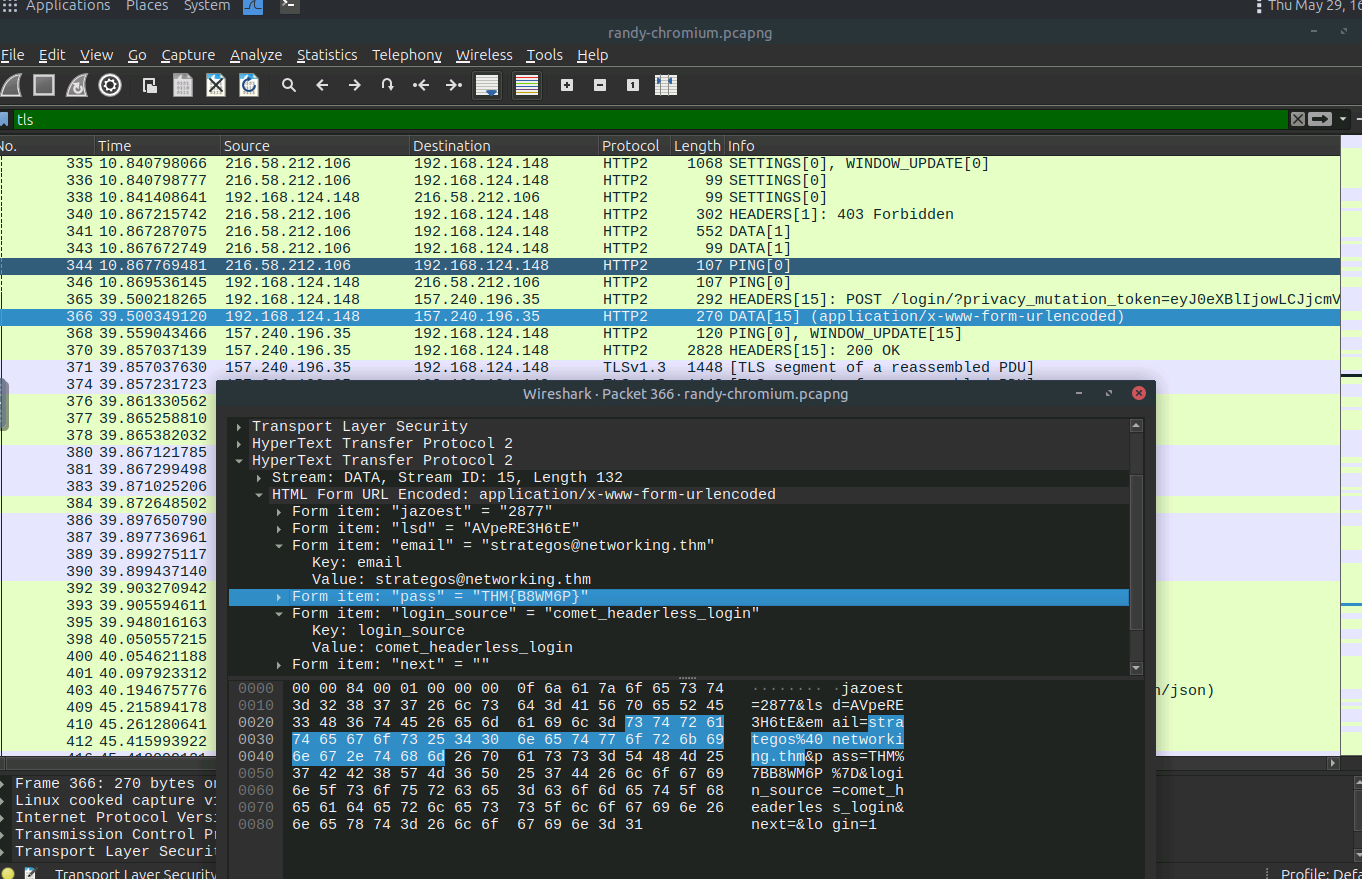 Applications Places System Thu May 29, 16
randy-chromium.pcapng
File Edit View Go Capture Analyze Statistics Telephony Wireless Tools Help
tls
No. Time Source Destination Protocol Length Info
335 10.840798066 216.58.212.106 192.168.124.148 HTTP2 1068 SETTINGS[0], WINDOW_UPDATE[0]
336 10.840798777 216.58.212.106 192.168.124.148 HTTP2 99 SETTINGS[0]
338 10.841408641 192.168.124.148 216.58.212.106 HTTP2 99 SETTINGS[0]
340 10.867215742 216.58.212.106 192.168.124.148 HTTP2 302 HEADERS[1]: 403 Forbidden
341 10.867287075 216.58.212.106 192.168.124.148 HTTP2 552 DATA[1]
343 10.867672749 216.58.212.106 192.168.124.148 HTTP2 99 DATA[1]
344 10.867769481 216.58.212.106 192.168.124.148 HTTP2 107 PING[0]
346 10.869536145 192.168.124.148 216.58.212.106 HTTP2 107 PING[0]
365 39.500218265 192.168.124.148 157.240.196.35 HTTP2 292 HEADERS[15]: POST /login/?privacy_mutation_token=eyJ0eXBlIjowLCJjcmV
366 39.500349120 192.168.124.148 157.240.196.35 HTTP2 270 DATA[15] (application/x-www-form-urlencoded)
368 39.559043466 157.240.196.35 192.168.124.148 HTTP2 120 PING[0], WINDOW_UPDATE[15]
370 39.857037139 157.240.196.35 192.168.124.148 HTTP2 2828 HEADERS[15]: 200 OK
371 39.857037630 157.240.196.35 192.168.124.148 TLSv1.3 1448 [TLS segment of a reassembled PDU]
374 39.857231723
376 39.861330562
377 39.865258810
378 39.865382032
380 39.867121785
381 39.867299498
383 39.871025206
384 39.872648502
386 39.897650790
387 39.897736961
389 39.899275117
390 39.899437140
392 39.903270942
393 39.905594611
395 39.948016163
398 40.050557215
400 40.054621188
401 40.097923312
403 40.194675776 n/json)
409 45.215894178
410 45.261280641
412 45.415993922
Wireshark · Packet 366 · randy-chromium.pcapng
Transport Layer Security
HyperText Transfer Protocol 2
HyperText Transfer Protocol 2
Stream: DATA, Stream ID: 15, Length 132
HTML Form URL Encoded: application/x-www-form-urlencoded
Form item: "jazoest" = "2877"
Form item: "lsd" = "AVpeRE3H6tE"
Form item: "email" = "strategos@networking.thm"
Key: email
Value: strategos@networking.thm
Form item: "pass" = "THM{B8WM6P}"
Form item: "login_source" = "comet_headerless_login"
Key: login_source
Value: comet_headerless_login
Form item: "next" = ""
0000 00 00 84 00 01 00 00 00 0f 6a 61 7a 6f 65 73 74 ········ ·jazoest
0010 3d 32 38 37 37 26 6c 73 64 3d 41 56 70 65 52 45 =2877&ls d=AVpeRE
0020 33 48 36 74 45 26 65 6d 61 69 6c 3d 73 74 72 61 3H6tE&em ail=stra
0030 74 65 67 6f 73 25 34 30 6e 65 74 77 6f 72 6b 69 tegos%40 networki
0040 6e 67 2e 74 68 6d 26 70 61 73 73 3d 54 48 4d 25 ng.thm&p ass=THM%
0050 37 42 42 38 57 4d 36 50 25 37 44 26 6c 6f 67 69 7BB8WM6P %7D&logi
0060 6e 5f 73 6f 75 72 63 65 3d 63 6f 6d 65 74 5f 68 n_source =comet_h
0070 65 61 64 65 72 6c 65 73 73 5f 6c 6f 67 69 6e 26 eaderles s_login&
0080 6e 65 78 74 3d 26 6c 6f 67 69 6e 3d 31 next=&lo gin=1
Frame 366: 270 bytes on
Linux cooked capture v1
Internet Protocol Versi
Transmission Control Pr
Transport Layer Securit
Transport Layer Security Profile: Defa